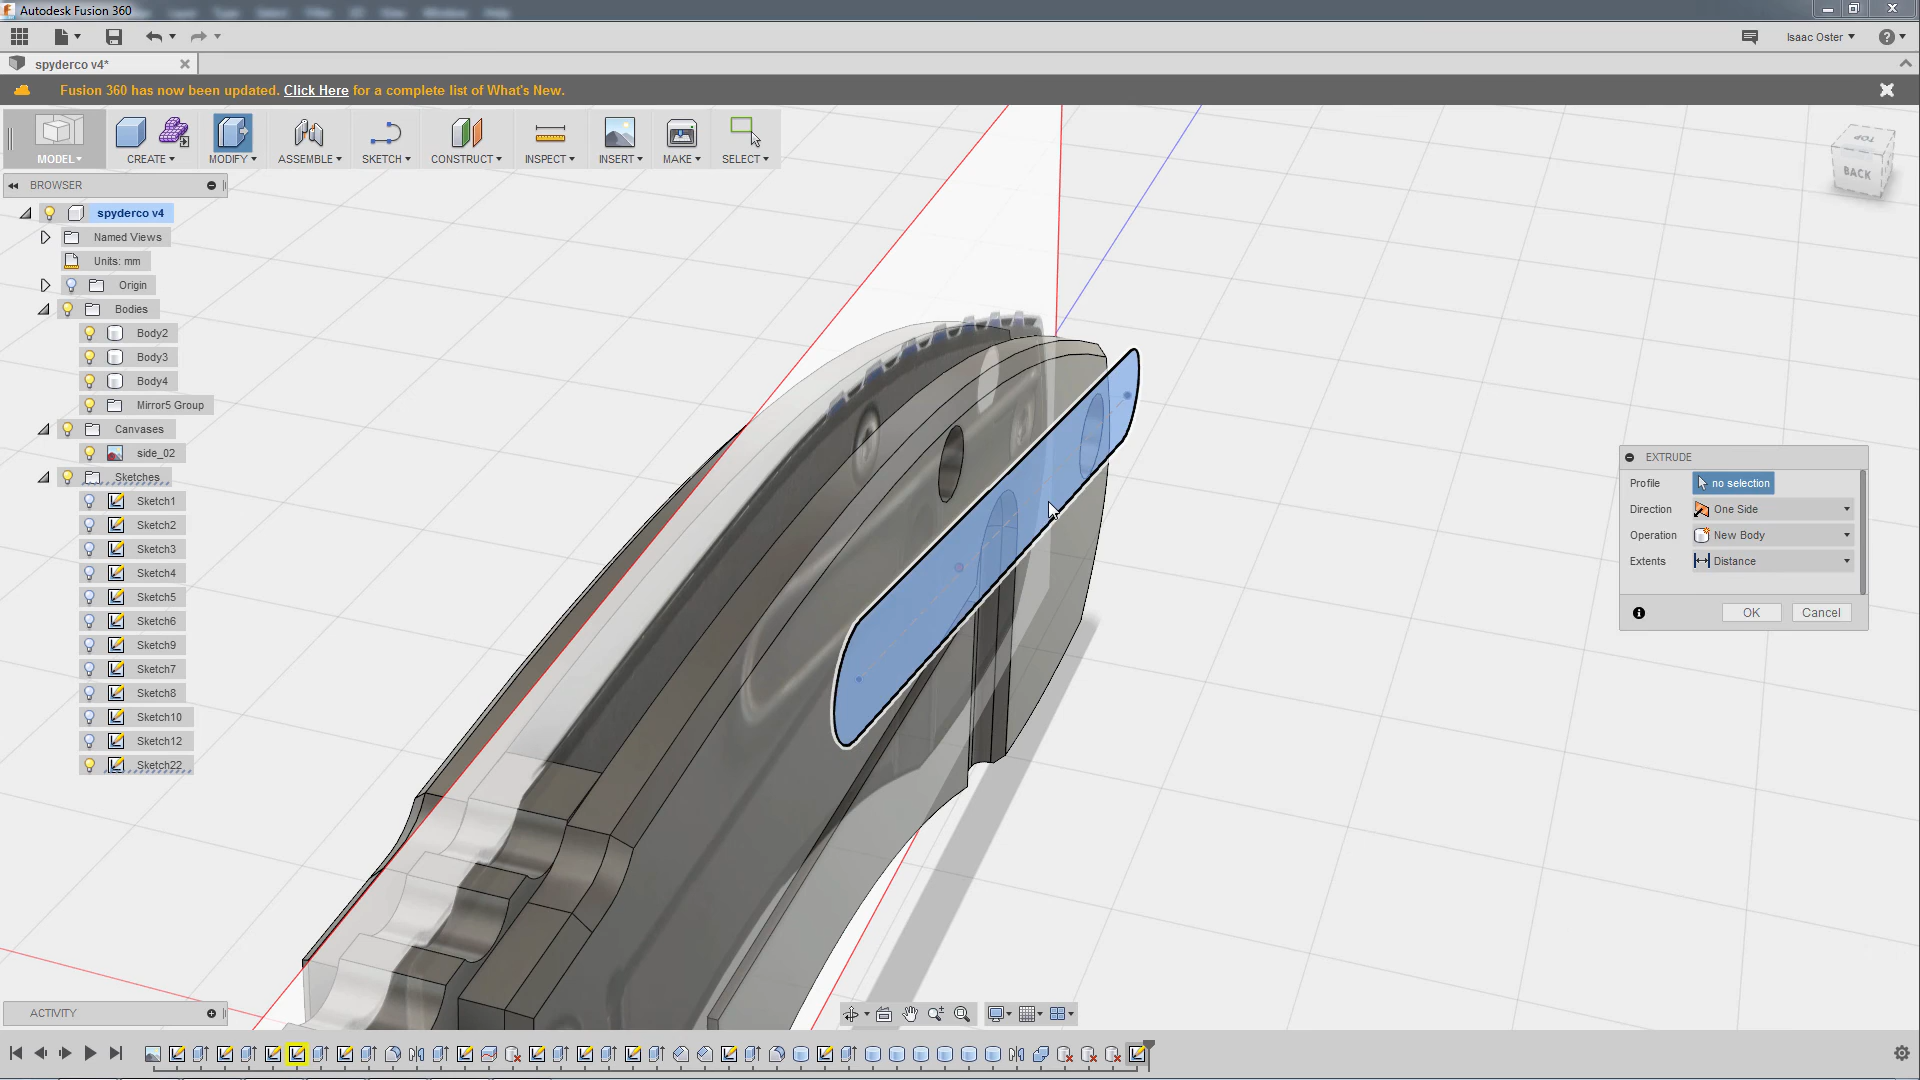 Autodesk Fusion 360
Isaac Oster
spyderco v4*
Fusion 360 has now been updated. Click Here for a complete list of What's New.
MODEL
CREATE
MODIFY
ASSEMBLE
SKETCH
CONSTRUCT
INSPECT
INSERT
MAKE
SELECT
TOP
BACK
BROWSER
spyderco v4
Named Views
Units: mm
Origin
Bodies
Body2
Body3
Body4
Mirror5 Group
Canvases
side_02
Sketches
Sketch1
Sketch2
Sketch3
Sketch4
Sketch5
Sketch6
Sketch9
Sketch7
Sketch8
Sketch10
Sketch12
Sketch22
EXTRUDE
Profile no selection
Direction One Side
Operation New Body
Extents Distance
OK Cancel
ACTIVITY